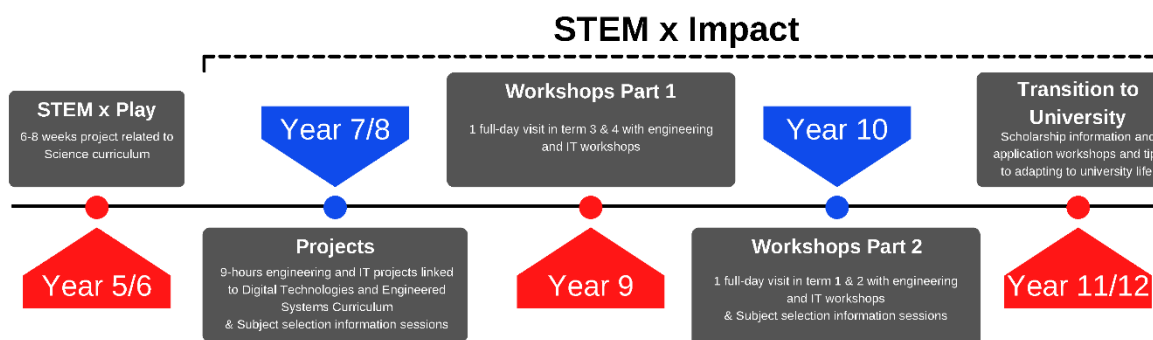 STEM x Impact
STEM x Play
6-8 weeks project related to
Science curriculum
Year 5/6
Year 7/8
Projects
9-hours engineering and IT projects linked
to Digital Technologies and Engineered
Systems Curriculum
& Subject selection information sessions
Workshops Part 1
1 full-day visit in term 3 & 4 with engineering
and IT workshops
Year 9
Year 10
Workshops Part 2
1 full-day visit in term 1 & 2 with engineering
and IT workshops
& Subject selection information sessions
Transition to
University
Scholarship information and
application workshops and
to adapting to university life
Year 11/12